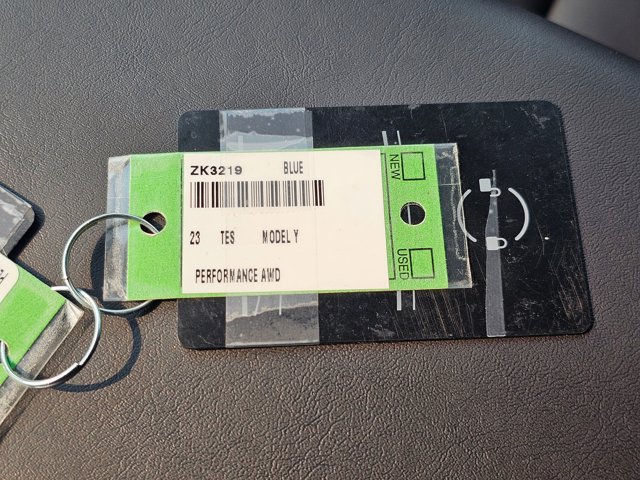 ZK3219 BLUE
23 TES MODEL Y
PERFORMANCE AWD
NEW
USED